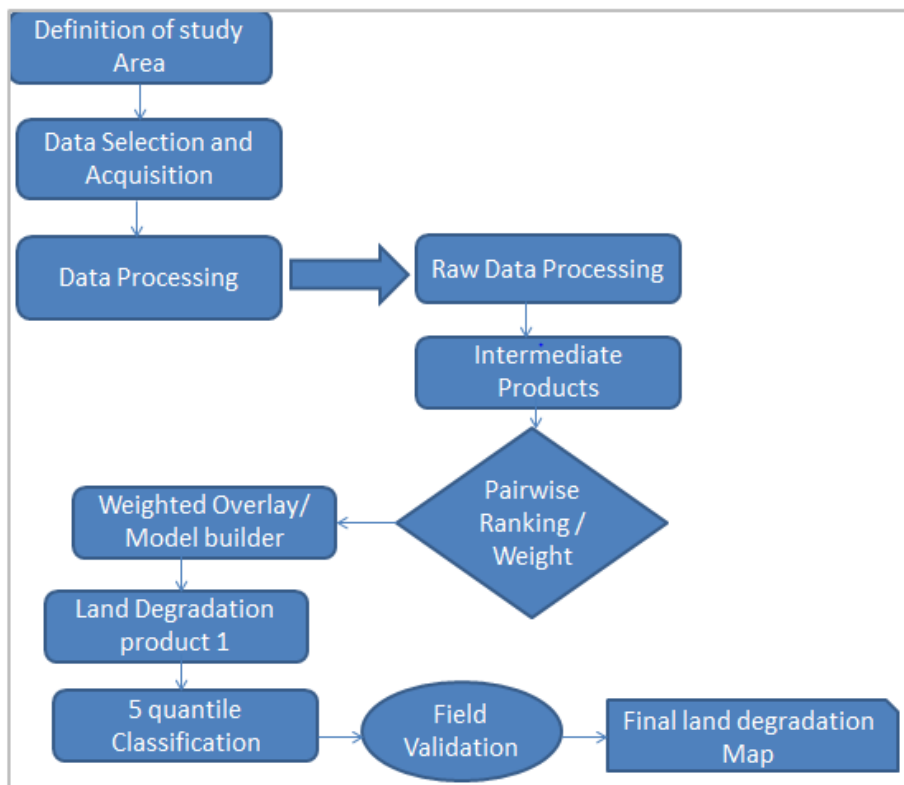 Definition of study
Area
Data Selection and
Acquisition
Data Processing
Raw Data Processing
Intermediate
Products
Pairwise
Ranking /
Weight
Weighted Overlay/
Model builder
Land Degradation
product 1
5 quantile
Classification
Field
Validation
Final land degradation
Map